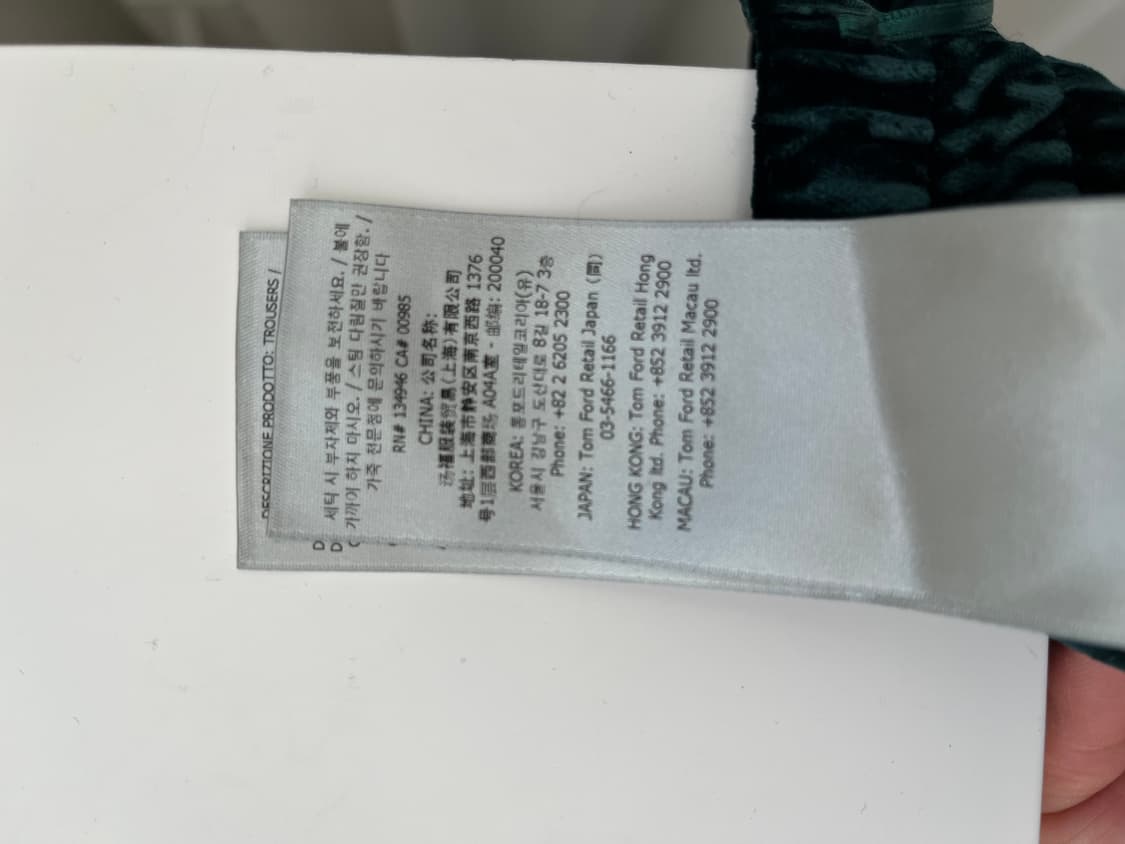 DESCRIZIONE PRODOTTO: TROUSERS /
세탁 시 부자재와 부품을 보전하세요. / 불에
가까이 하지 마시오. / 스팀 다림질만 권장함. /
가죽 전문점에 문의하시기 바랍니다
RN# 134946 CA# 00985
CHINA: 公司名称:
汤福服装贸易(上海)有限公司
地址: 上海市静安区南京西路 1376
号1层西部商场 A04A室 - 邮编: 200040
KOREA: 톰포드리테일코리아(유)
서울시 강남구 도산대로 8길 18-7 3층
Phone: +82 2 6205 2300
JAPAN: Tom Ford Retail Japan (同)
03-5466-1166
HONG KONG: Tom Ford Retail Hong
Kong ltd. Phone: +852 3912 2900
MACAU: Tom Ford Retail Macau ltd.
Phone: +852 3912 2900